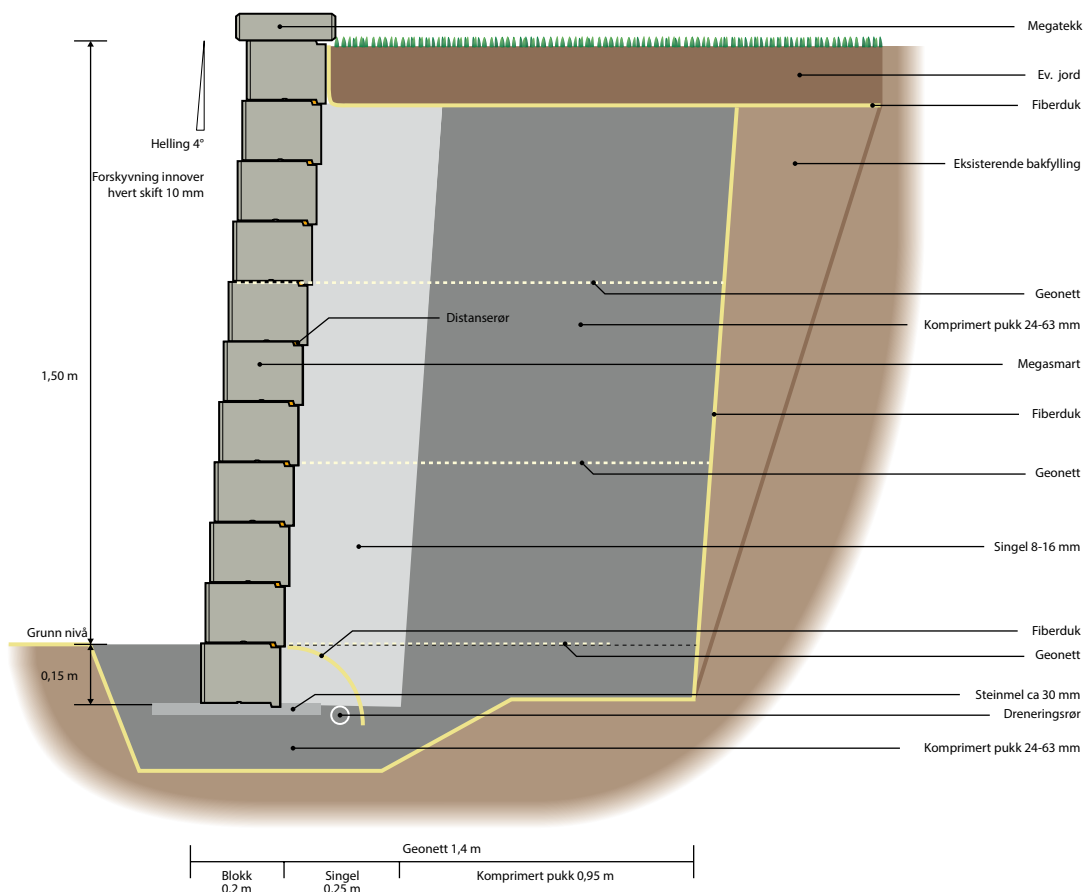 Megatekk
Ev. jord
Fiberduk
Helling 4°
Eksisterende bakfylling
Forskyvning innover
hvert skift 10 mm
Geonett
Distanserør
Komprimert pukk 24-63 mm
Megasmart
1,50 m
Fiberduk
Geonett
Singel 8-16 mm
Grunn nivå
Fiberduk
Geonett
0,15 m
Steinmel ca 30 mm
Dreneringsrør
Komprimert pukk 24-63 mm
Geonett 1,4 m
Blokk
0,2 m
Singel
0,25 m
Komprimert pukk 0,95 m